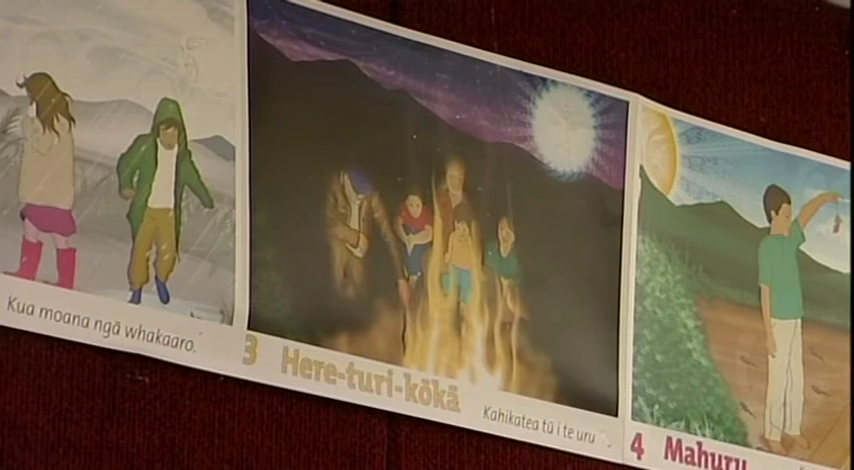 Kua moana ngā whakaaro.
3 Here-turi-kōkā
Kahikatea tū i te uru
4 Mahuru